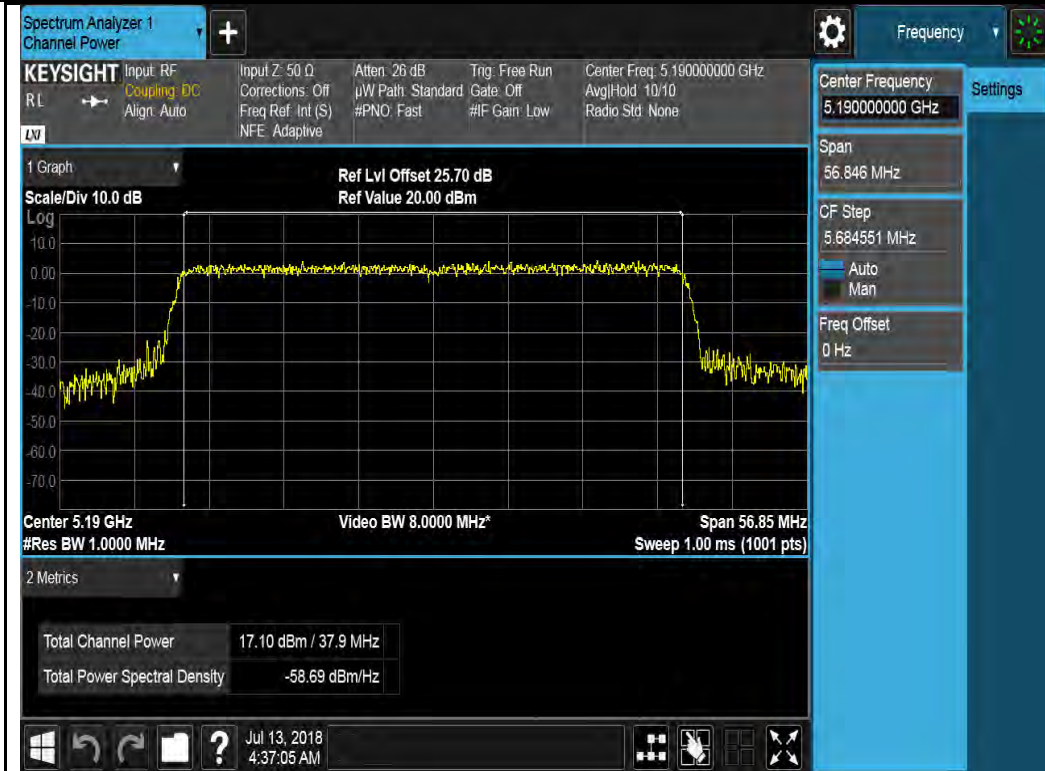 Spectrum Analyzer 1
Channel Power
+
Frequency
KEYSIGHT
RL
LXI
Input: RF
Coupling: DC
Align: Auto
Input Z: 50 Ω
Corrections: Off
Freq Ref: Int (S)
NFE: Adaptive
Atten: 26 dB
µW Path: Standard
#PNO: Fast
Trig: Free Run
Gate: Off
#IF Gain: Low
Center Freq: 5.190000000 GHz
Avg|Hold: 10/10
Radio Std: None
Center Frequency
5.190000000 GHz
Settings
Span
56.846 MHz
CF Step
5.684551 MHz
Auto
Man
Freq Offset
0 Hz
1 Graph
Scale/Div 10.0 dB
Ref Lvl Offset 25.70 dB
Ref Value 20.00 dBm
Log
10.0
0.00
-10.0
-20.0
-30.0
-40.0
-50.0
-60.0
-70.0
Center 5.19 GHz
#Res BW 1.0000 MHz
Video BW 8.0000 MHz*
Span 56.85 MHz
Sweep 1.00 ms (1001 pts)
2 Metrics
Total Channel Power 17.10 dBm / 37.9 MHz
Total Power Spectral Density -58.69 dBm/Hz
?
Jul 13, 2018
4:37:05 AM